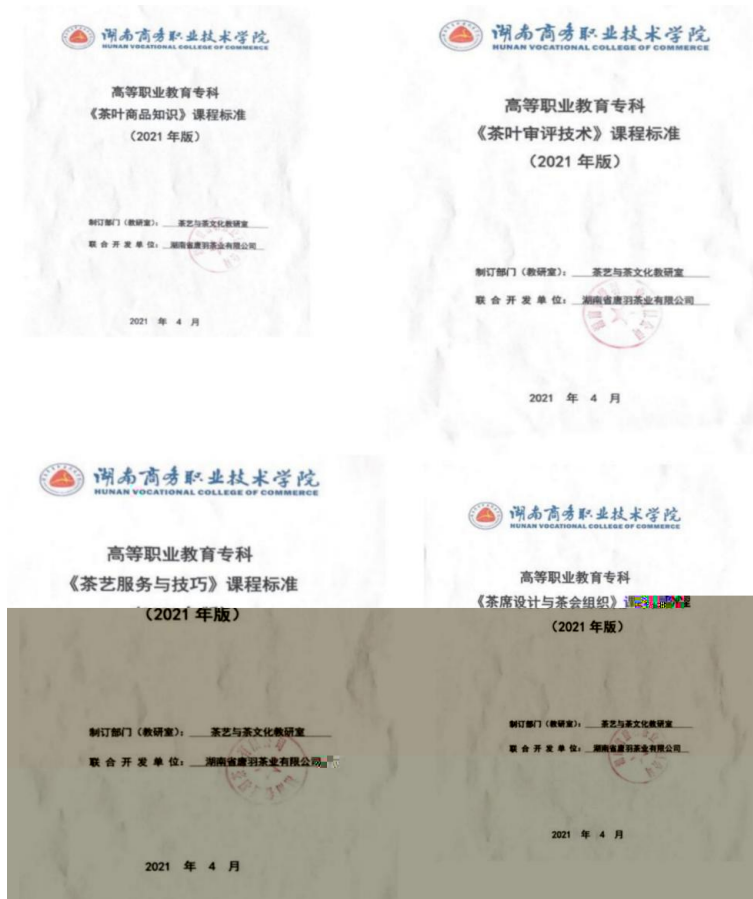 湖南商务职业技术学院
HUNAN VOCATIONAL COLLEGE OF COMMERCE
高等职业教育专科
《茶叶商品知识》课程标准
（2021 年版）
制订部门（教研室）： 茶艺与茶文化教研室
联合开发单位： 湖南省唐羽茶业有限公司
2021 年 4 月
湖南商务职业技术学院
HUNAN VOCATIONAL COLLEGE OF COMMERCE
高等职业教育专科
《茶叶审评技术》课程标准
（2021 年版）
制订部门（教研室）： 茶艺与茶文化教研室
联合开发单位： 湖南省唐羽茶业有限公司
2021 年 4 月
湖南商务职业技术学院
HUNAN VOCATIONAL COLLEGE OF COMMERCE
高等职业教育专科
《茶艺服务与技巧》课程标准
（2021 年版）
制订部门（教研室）： 茶艺与茶文化教研室
联合开发单位： 湖南省唐羽茶业有限公司
2021 年 4 月
湖南商务职业技术学院
HUNAN VOCATIONAL COLLEGE OF COMMERCE
高等职业教育专科
《茶席设计与茶会组织》
（2021 年版）
制订部门（教研室）： 茶艺与茶文化教研室
联合开发单位： 湖南省唐羽茶业有限公司
2021 年 4 月